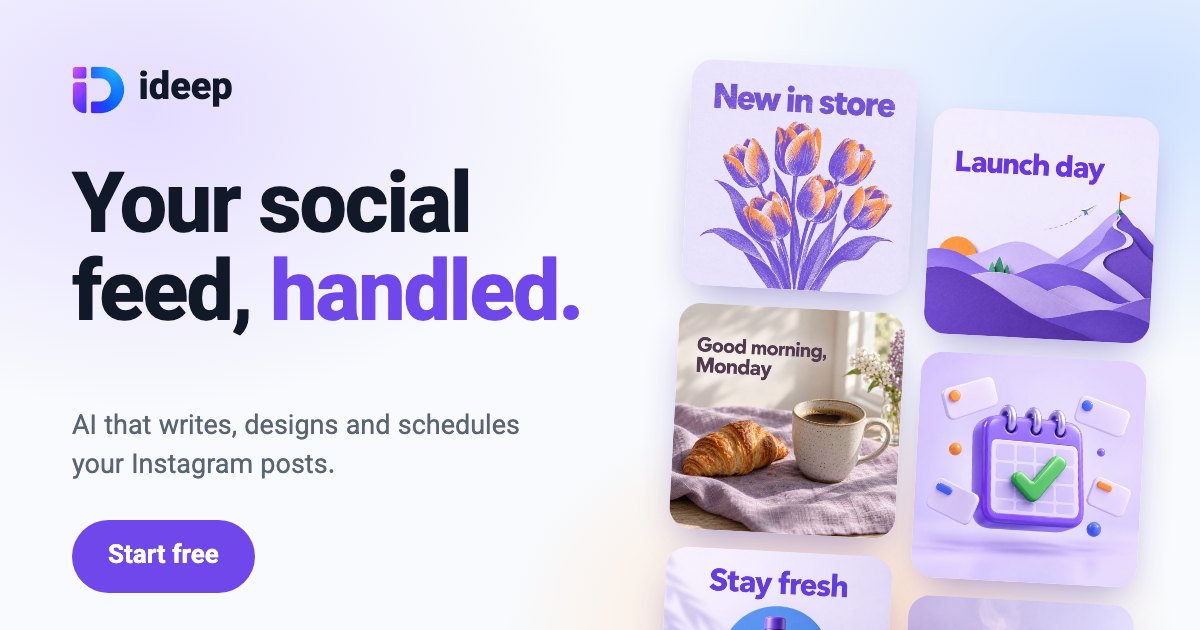 ideep
Your social
feed, handled.
AI that writes, designs and schedules
your Instagram posts.
Start free
New in store
Launch day
Good morning,
Monday
Stay fresh